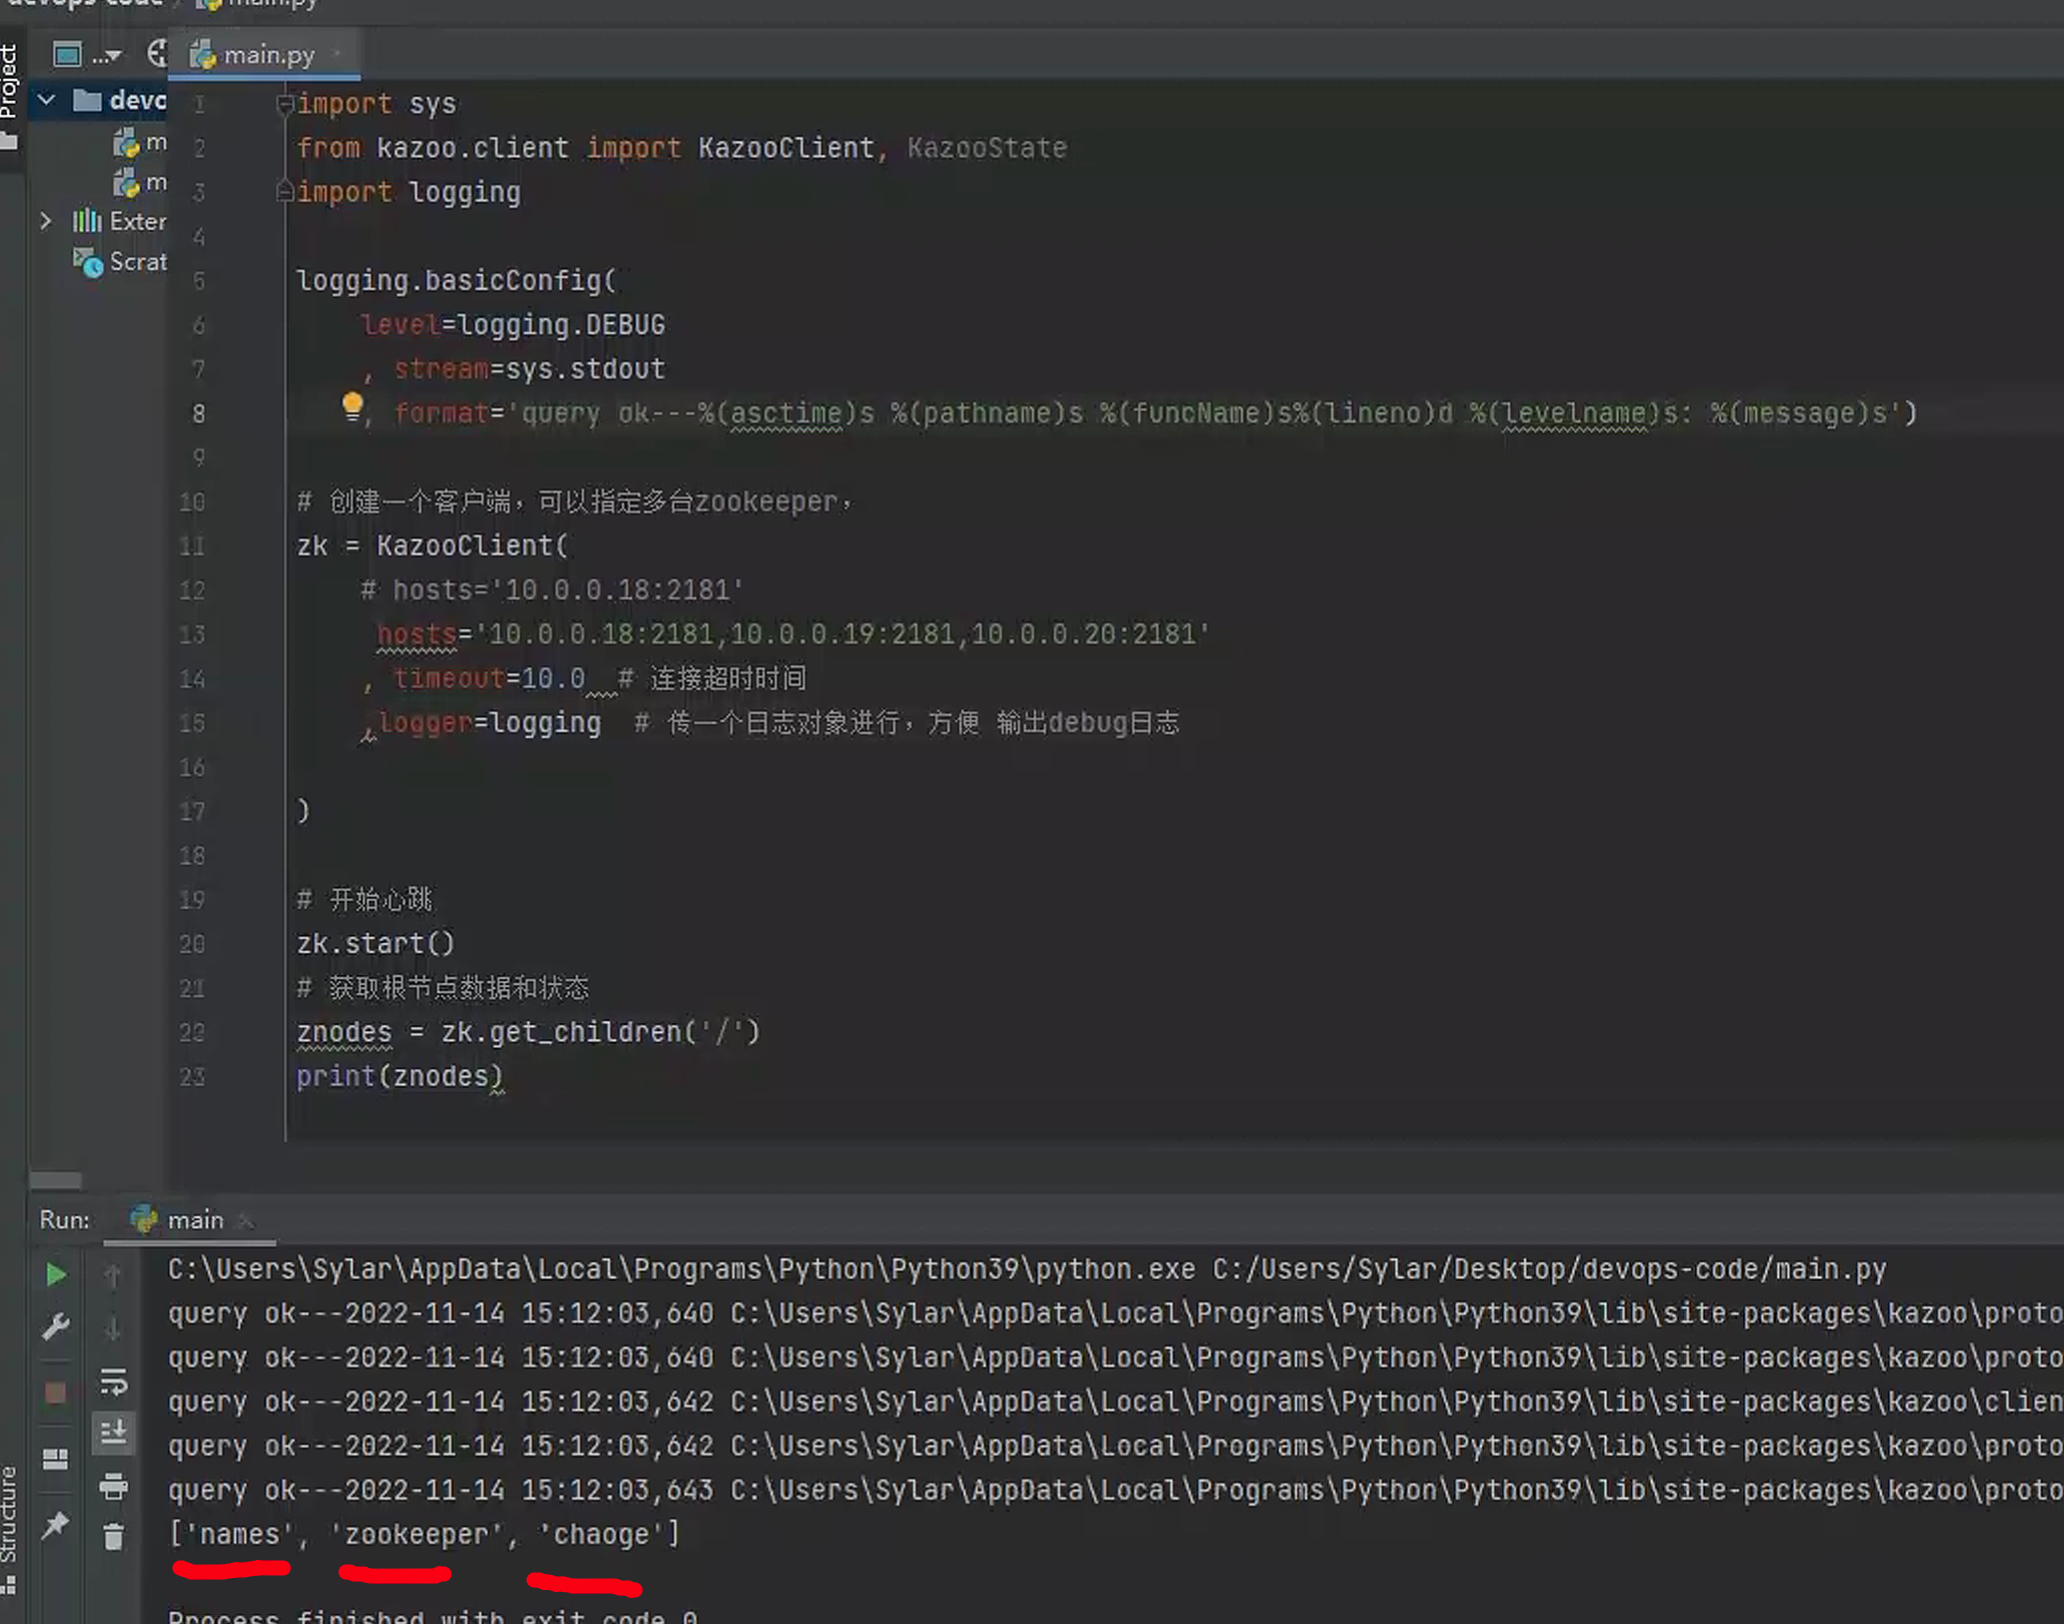 devops-code main.py
Project
...
main.py
devo
m
m
Exter
Scrat
1 import sys
2 from kazoo.client import KazooClient, KazooState
3 import logging
4
5 logging.basicConfig(
6 level=logging.DEBUG
7 , stream=sys.stdout
8 , format='query ok---%(asctime)s %(pathname)s %(funcName)s%(lineno)d %(levelname)s: %(message)s')
9
10 # 创建一个客户端，可以指定多台zookeeper，
11 zk = KazooClient(
12 # hosts='10.0.0.18:2181'
13 hosts='10.0.0.18:2181,10.0.0.19:2181,10.0.0.20:2181'
14 , timeout=10.0 # 连接超时时间
15 ,logger=logging # 传一个日志对象进行，方便 输出debug日志
16
17 )
18
19 # 开始心跳
20 zk.start()
21 # 获取根节点数据和状态
22 znodes = zk.get_children('/')
23 print(znodes)
Run: main
C:\Users\Sylar\AppData\Local\Programs\Python\Python39\python.exe C:/Users/Sylar/Desktop/devops-code/main.py
query ok---2022-11-14 15:12:03,640 C:\Users\Sylar\AppData\Local\Programs\Python\Python39\lib\site-packages\kazoo\proto
query ok---2022-11-14 15:12:03,640 C:\Users\Sylar\AppData\Local\Programs\Python\Python39\lib\site-packages\kazoo\proto
query ok---2022-11-14 15:12:03,642 C:\Users\Sylar\AppData\Local\Programs\Python\Python39\lib\site-packages\kazoo\clien
query ok---2022-11-14 15:12:03,642 C:\Users\Sylar\AppData\Local\Programs\Python\Python39\lib\site-packages\kazoo\proto
query ok---2022-11-14 15:12:03,643 C:\Users\Sylar\AppData\Local\Programs\Python\Python39\lib\site-packages\kazoo\proto
['names', 'zookeeper', 'chaoge']
Structure
Process finished with exit code 0